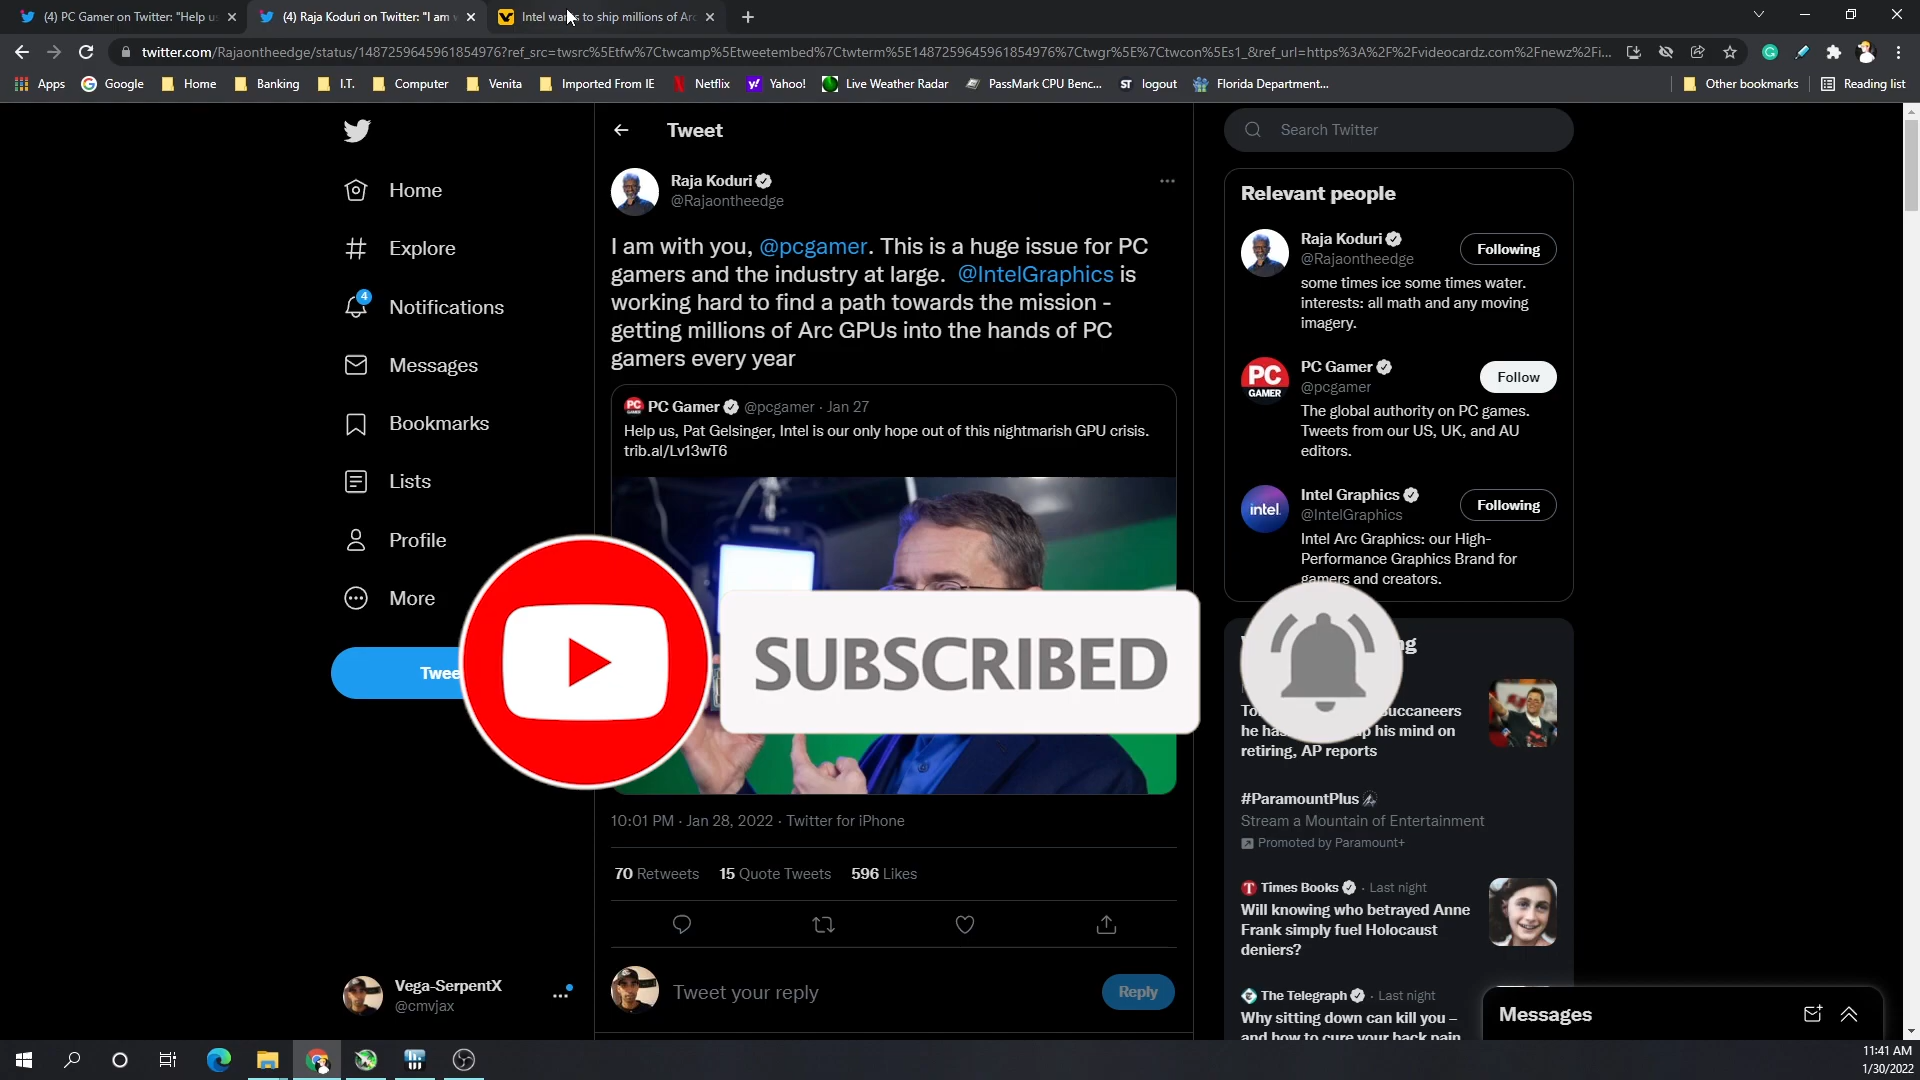 (4) PC Gamer on Twitter: "Help us
(4) Raja Koduri on Twitter: "I am
Intel wants to ship millions of Arc
twitter.com/Rajaontheedge/status/1487259645961854976?ref_src=twsrc%5Etfw%7Ctwcamp%5Etweetembed%7Ctwterm%5E1487259645961854976%7Ctwgr%5E%7Ctwcon%5Es1_&ref_url=https%3A%2F%2Fvideocardz.com%2Fnewz%2Fi...
Apps Google Home Banking I.T. Computer Venita Imported From IE Netflix Yahoo! Live Weather Radar PassMark CPU Benc... ST logout Florida Department... Other bookmarks Reading list
Home
Explore
4
Notifications
Messages
Bookmarks
Lists
Profile
More
Twee
Vega-SerpentX
@cmvjax
Tweet
Raja Koduri
@Rajaontheedge
I am with you, @pcgamer. This is a huge issue for PC
gamers and the industry at large. @IntelGraphics is
working hard to find a path towards the mission -
getting millions of Arc GPUs into the hands of PC
gamers every year
PC Gamer @pcgamer · Jan 27
Help us, Pat Gelsinger, Intel is our only hope out of this nightmarish GPU crisis.
trib.al/Lv13wT6
SUBSCRIBED
10:01 PM · Jan 28, 2022 · Twitter for iPhone
70 Retweets 15 Quote Tweets 596 Likes
Tweet your reply
Reply
Search Twitter
Relevant people
Raja Koduri
@Rajaontheedge
Following
some times ice some times water.
interests: all math and any moving
imagery.
PC GAMER
PC Gamer
@pcgamer
Follow
The global authority on PC games.
Tweets from our US, UK, and AU
editors.
intel.
Intel Graphics
@IntelGraphics
Following
Intel Arc Graphics: our High-
Performance Graphics Brand for
gamers and creators.
ng
To uccaneers
he has p his mind on
retiring, AP reports
#ParamountPlus
Stream a Mountain of Entertainment
Promoted by Paramount+
Times Books · Last night
Will knowing who betrayed Anne
Frank simply fuel Holocaust
deniers?
The Telegraph · Last night
Why sitting down can kill you –
and how to cure your back pain
Messages
11:41 AM
1/30/2022